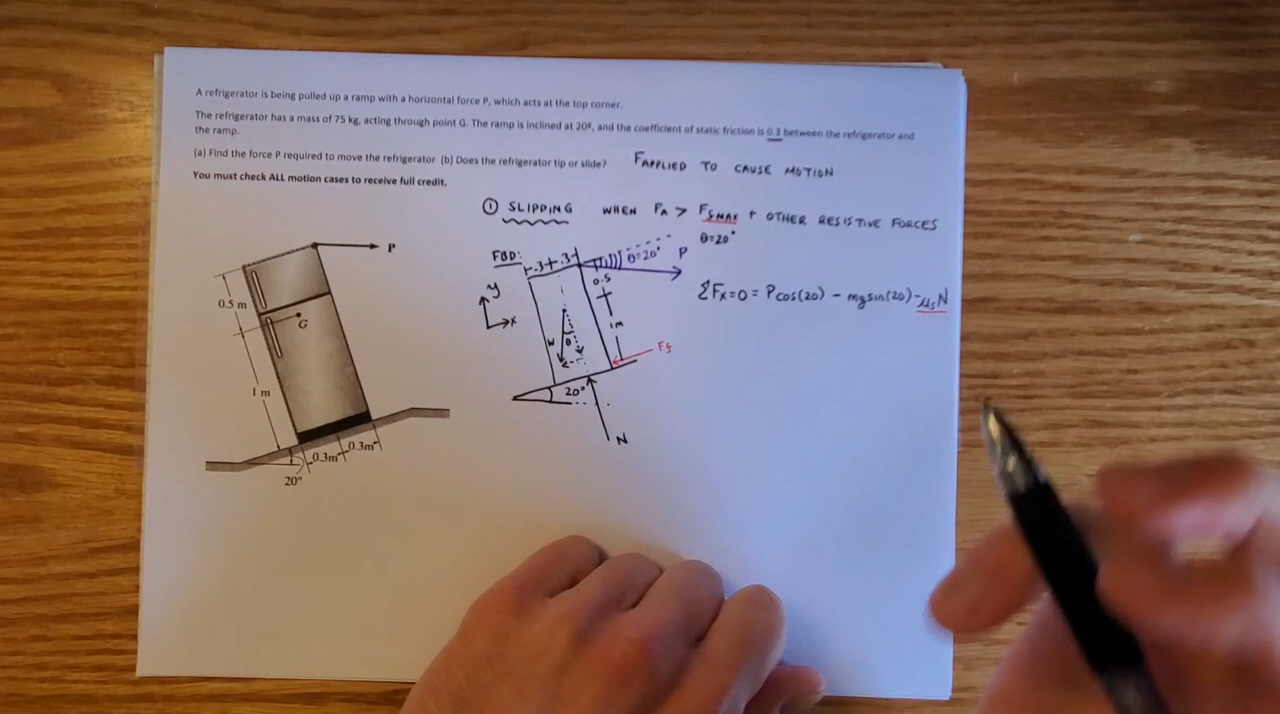 A refrigerator is being pulled up a ramp with a horizontal force P, which acts at the top corner.
The refrigerator has a mass of 75 kg, acting through point G. The ramp is inclined at 20º, and the coefficient of static friction is 0.3 between the refrigerator and
the ramp.
(a) Find the force P required to move the refrigerator (b) Does the refrigerator tip or slide?
FAPPLIED TO CAUSE MOTION
You must check ALL motion cases to receive full credit.
① SLIPPING WHEN PA > FSMAX + OTHER RESISTIVE FORCES
θ=20°
P
0.5 m
G
1 m
0.3m
0.3m
20°
FBD:
.3 .3
θ=20°
P
0.5
y
x
1m
W
θ
Fs
20°
N
ΣFx=0 = Pcos(20) - mgsin(20) - μsN